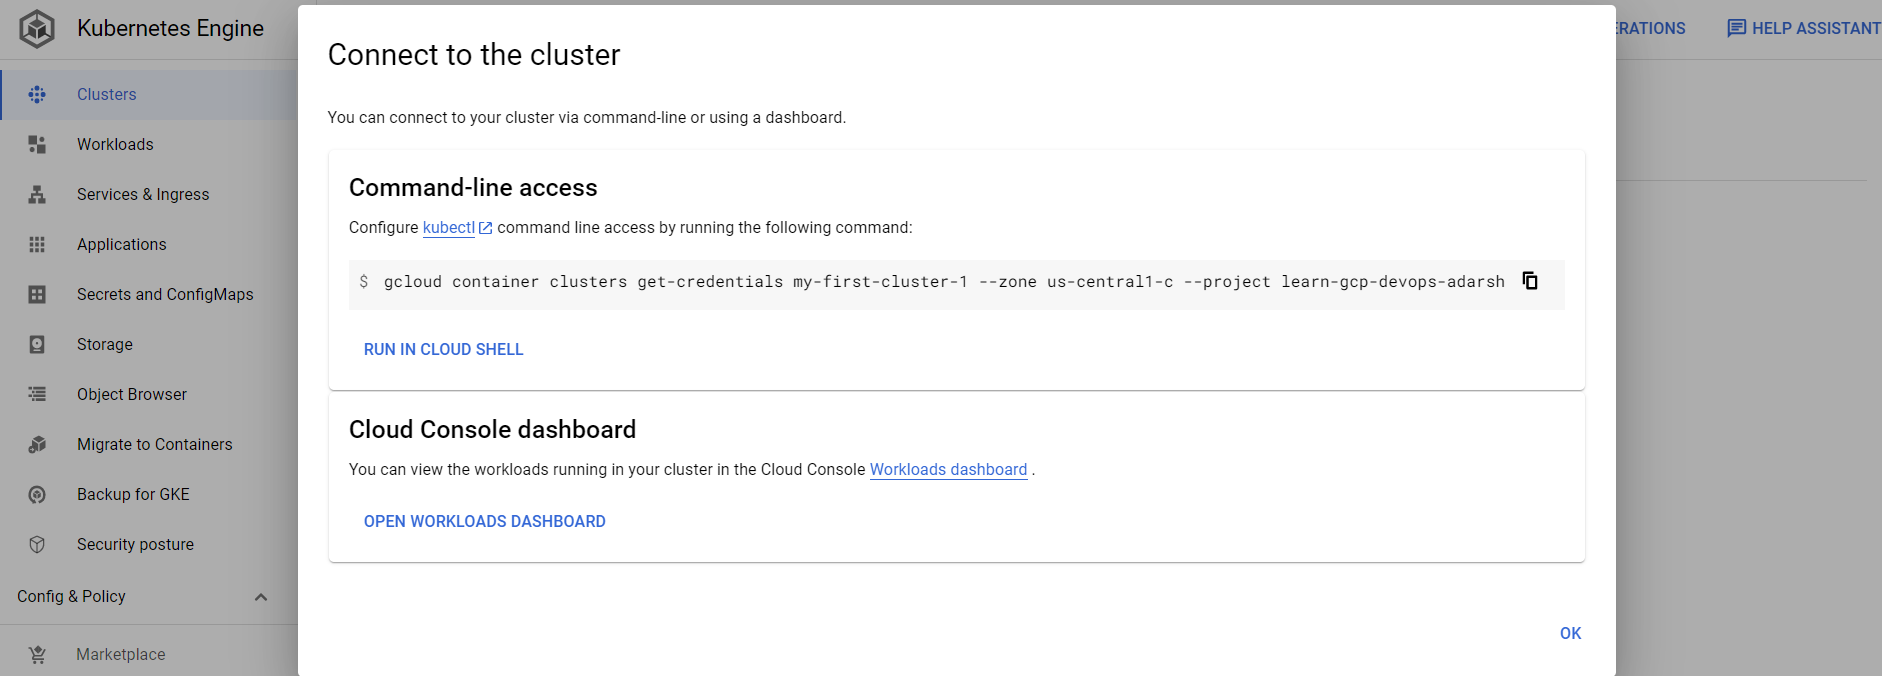 Kubernetes Engine
Clusters
Workloads
Services & Ingress
Applications
Secrets and ConfigMaps
Storage
Object Browser
Migrate to Containers
Backup for GKE
Security posture
Config & Policy
Marketplace
ERATIONS
HELP ASSISTANT
Connect to the cluster
You can connect to your cluster via command-line or using a dashboard.
Command-line access
Configure kubectl command line access by running the following command:
$ gcloud container clusters get-credentials my-first-cluster-1 --zone us-central1-c --project learn-gcp-devops-adarsh
RUN IN CLOUD SHELL
Cloud Console dashboard
You can view the workloads running in your cluster in the Cloud Console Workloads dashboard .
OPEN WORKLOADS DASHBOARD
OK